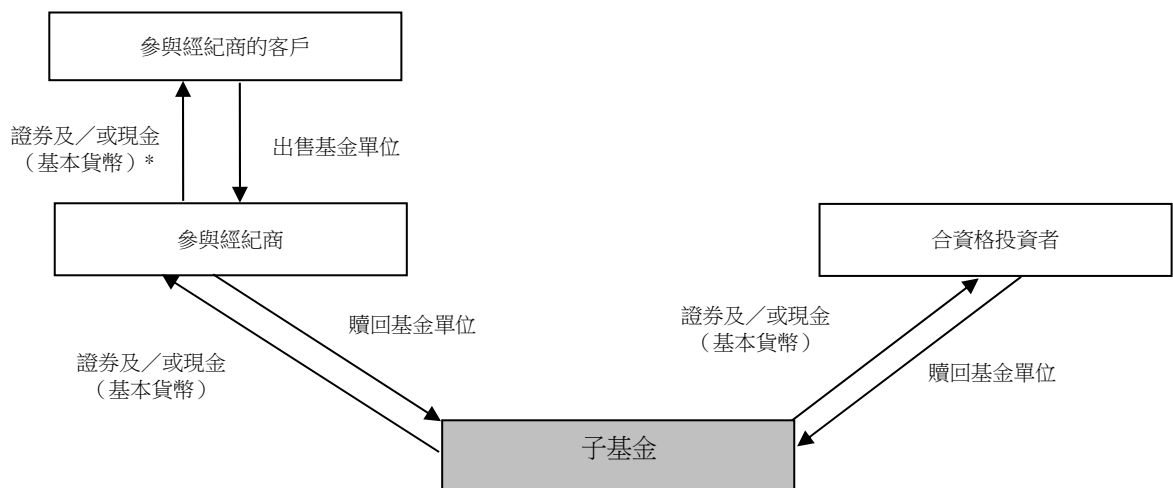 參與經紀商的客戶
證券及／或現金
（基本貨幣）*
出售基金單位
參與經紀商
合資格投資者
贖回基金單位
證券及／或現金
（基本貨幣）
證券及／或現金
（基本貨幣）
贖回基金單位
子基金